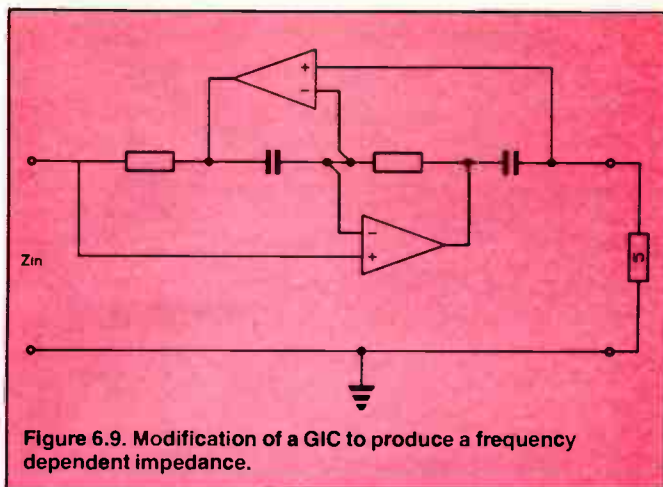 +
−
−
+
Zin
5
Figure 6.9. Modification of a GIC to produce a frequency
dependent impedance.